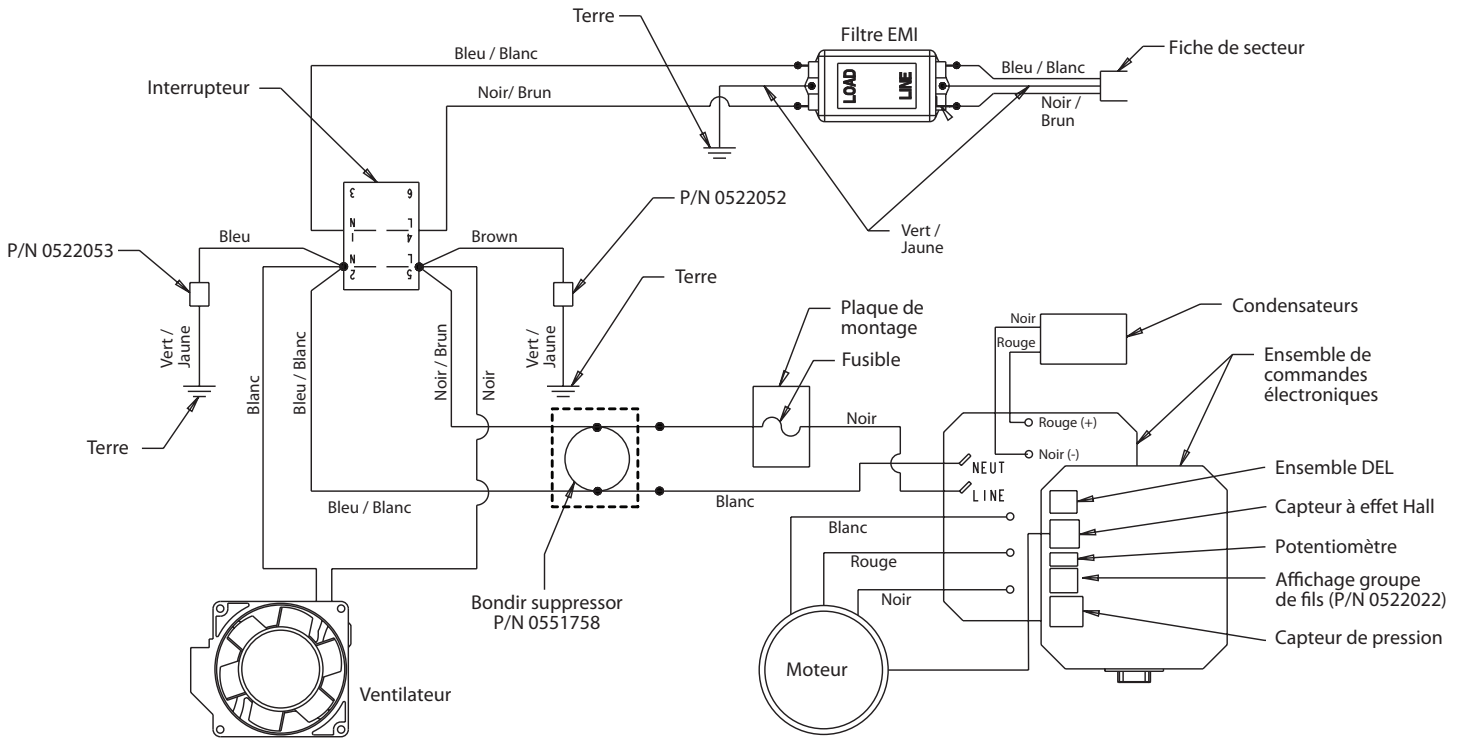 Terre
Filtre EMI
Fiche de secteur
Bleu / Blanc
Bleu / Blanc
Interrupteur
Noir/ Brun
LOAD
LINE
Noir /
Brun
Terre
3
6
N
L
1
4
N
L
2
5
P/N 0522052
P/N 0522053
Bleu
Brown
Vert /
Jaune
Terre
Vert /
Jaune
Blanc
Bleu / Blanc
Noir / Brun
Noir
Vert /
Jaune
Terre
Plaque de
montage
Fusible
Noir
Noir
Rouge
Condensateurs
Ensemble de
commandes
électroniques
Rouge (+)
Noir (-)
NEUT
LINE
Bleu / Blanc
Blanc
Blanc
Rouge
Noir
Ensemble DEL
Capteur à effet Hall
Potentiomètre
Affichage groupe
de fils (P/N 0522022)
Capteur de pression
Bondir suppressor
P/N 0551758
Moteur
Ventilateur